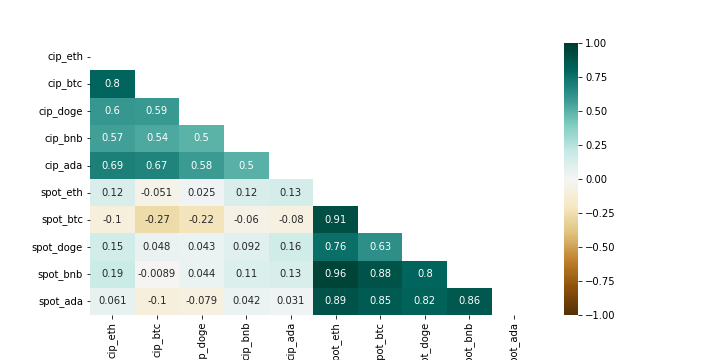 cip_eth
cip_btc 0.8
cip_doge 0.6 0.59
cip_bnb 0.57 0.54 0.5
cip_ada 0.69 0.67 0.58 0.5
spot_eth 0.12 -0.051 0.025 0.12 0.13
spot_btc -0.1 -0.27 -0.22 -0.06 -0.08 0.91
spot_doge 0.15 0.048 0.043 0.092 0.16 0.76 0.63
spot_bnb 0.19 -0.0089 0.044 0.11 0.13 0.96 0.88 0.8
spot_ada 0.061 -0.1 -0.079 0.042 0.031 0.89 0.85 0.82 0.86
cip_eth cip_btc p_doge cip_bnb cip_ada pot_eth pot_btc t_doge ot_bnb ot_ada
1.00
0.75
0.50
0.25
0.00
−0.25
−0.50
−0.75
−1.00